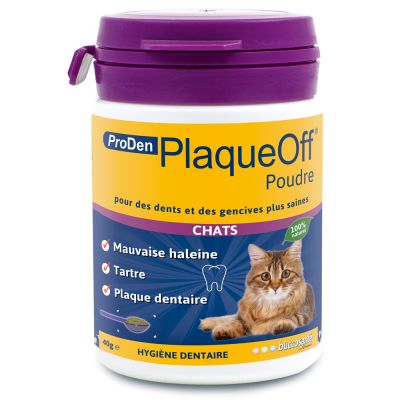 ProDen PlaqueOff®
Poudre
pour des dents et des gencives plus saines
CHATS
100%
naturel
Mauvaise haleine
Tartre
Plaque dentaire
40g e
buccosanté
HYGIÈNE DENTAIRE